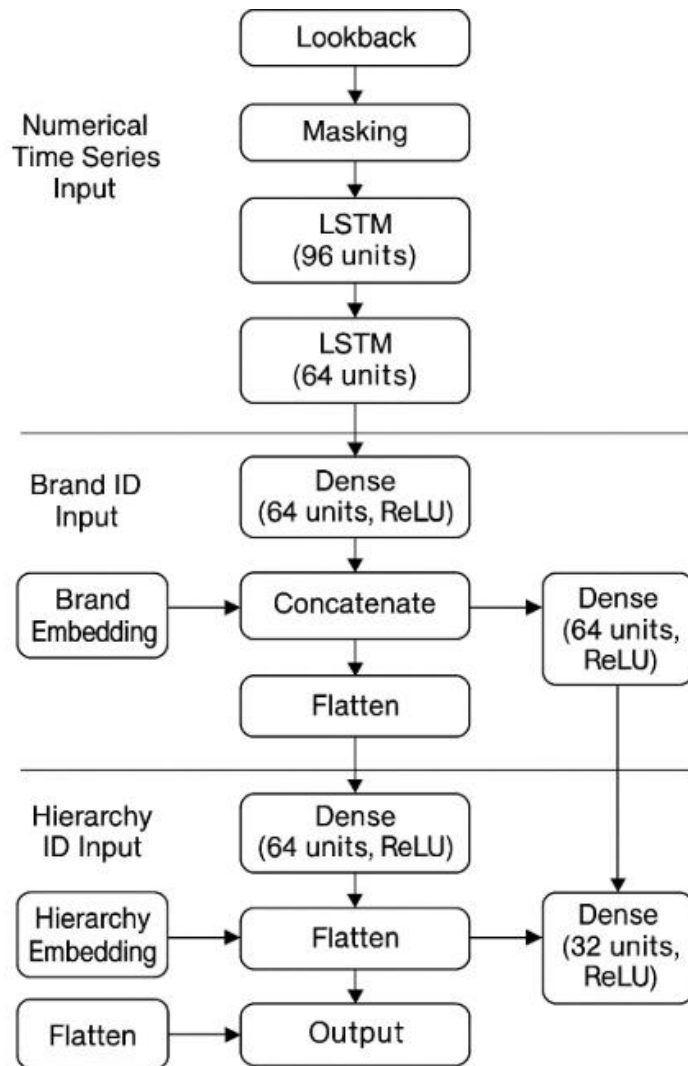 Lookback
Numerical
Time Series
Input
Masking
LSTM
(96 units)
LSTM
(64 units)
Brand ID
Input
Dense
(64 units, ReLU)
Brand
Embedding
Concatenate
Dense
(64 units,
ReLU)
Flatten
Hierarchy
ID Input
Dense
(64 units, ReLU)
Hierarchy
Embedding
Flatten
Dense
(32 units,
ReLU)
Flatten
Output